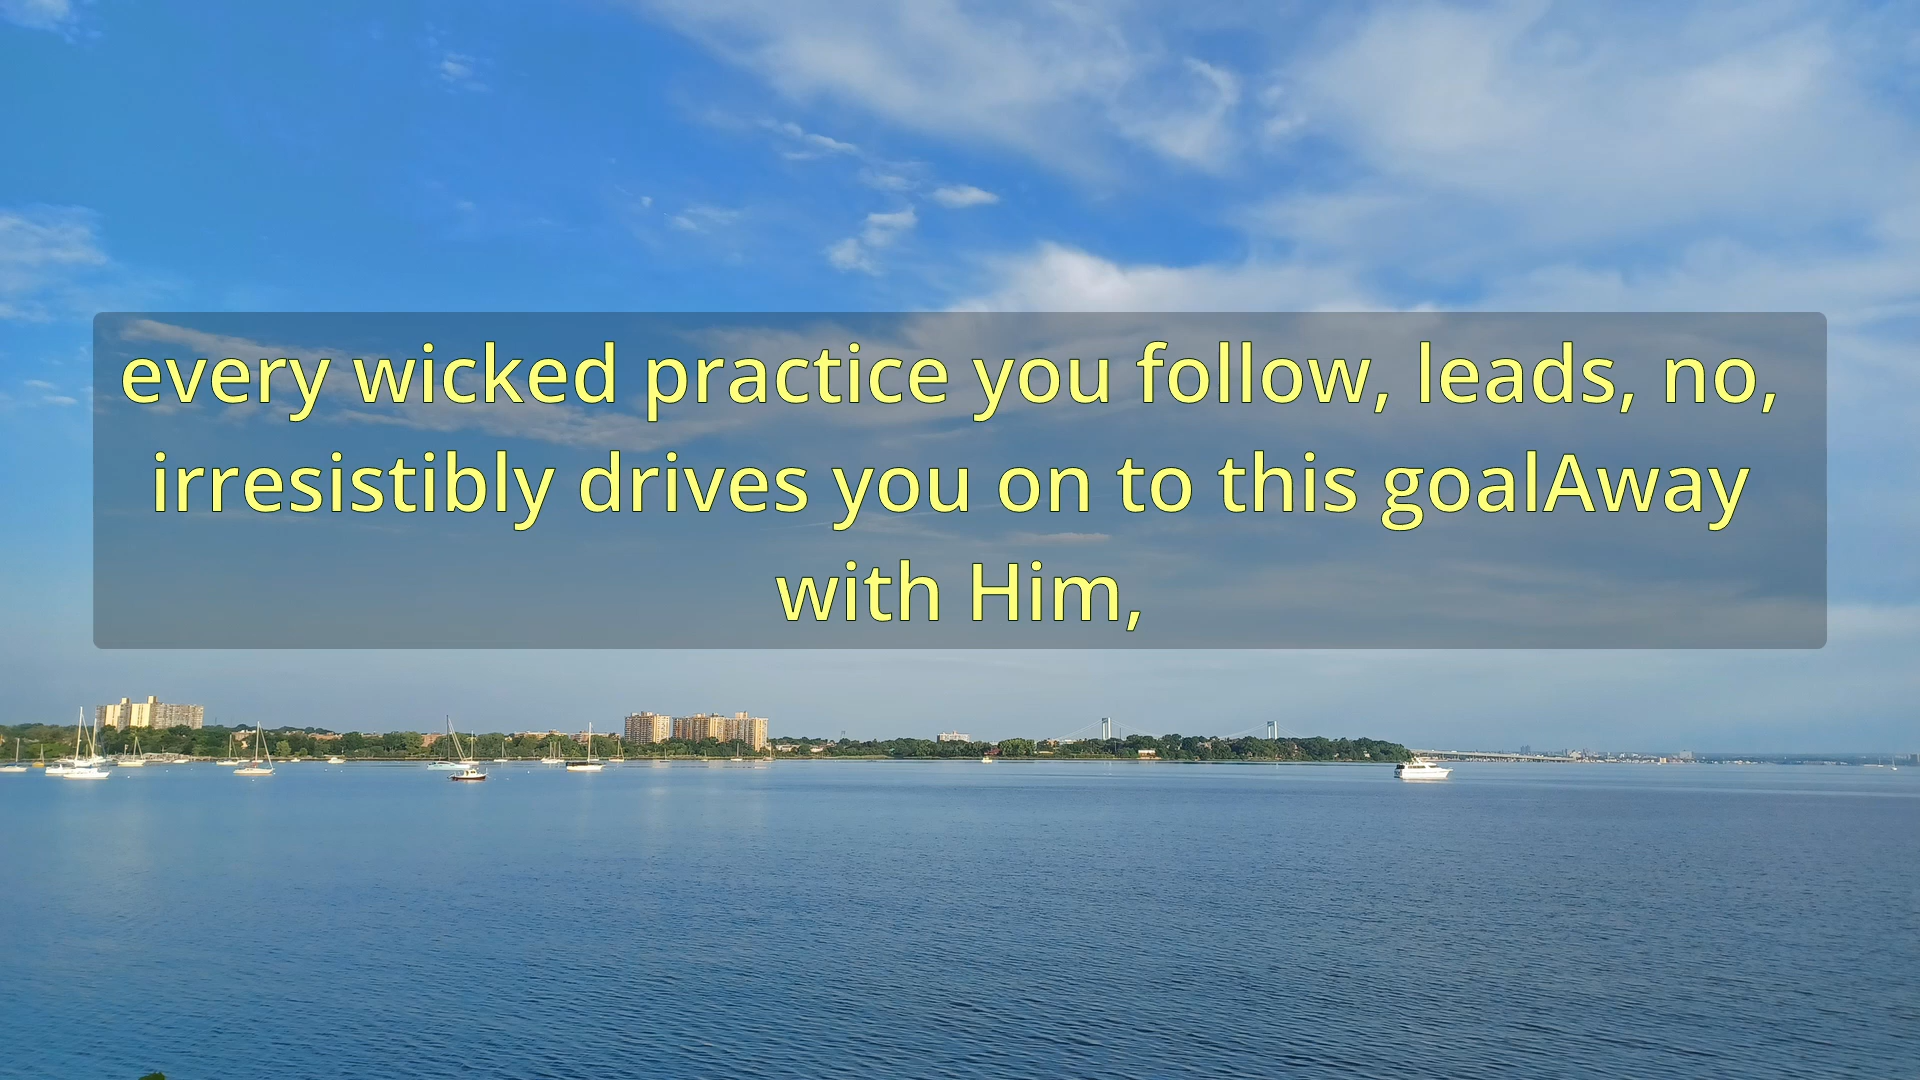 every wicked practice you follow, leads, no,
irresistibly drives you on to this goalAway
with Him,